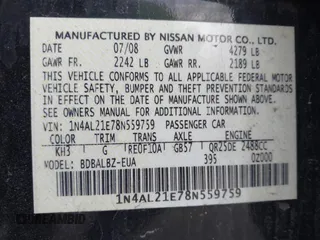 MANUFACTURED BY NISSAN MOTOR CO., LTD.
DATE 07/08 GVWR 4279 LB
GAWR FR 2242 LB GAWR RR 2189 LB
THIS VEHICLE CONFORMS TO ALL APPLICABLE FEDERAL MOTOR
VEHICLE SAFETY, BUMPER AND THEFT PREVENTION STANDARDS
IN EFFECT ON THE DATE OF MANUFACTURE SHOWN ABOVE.
SEE OWNERS MANUAL FOR ADDITIONAL INFORMATION
VIN: 1N4AL21E78N559759 PASSENGER CAR
COLOR TRIM TRANS AXLE ENGINE
KH3 G RE0F10A GB57 QR25DE 2488CC
MODEL: BDBALBZ-EUA 395 0Z000
1N4AL21E78N559759